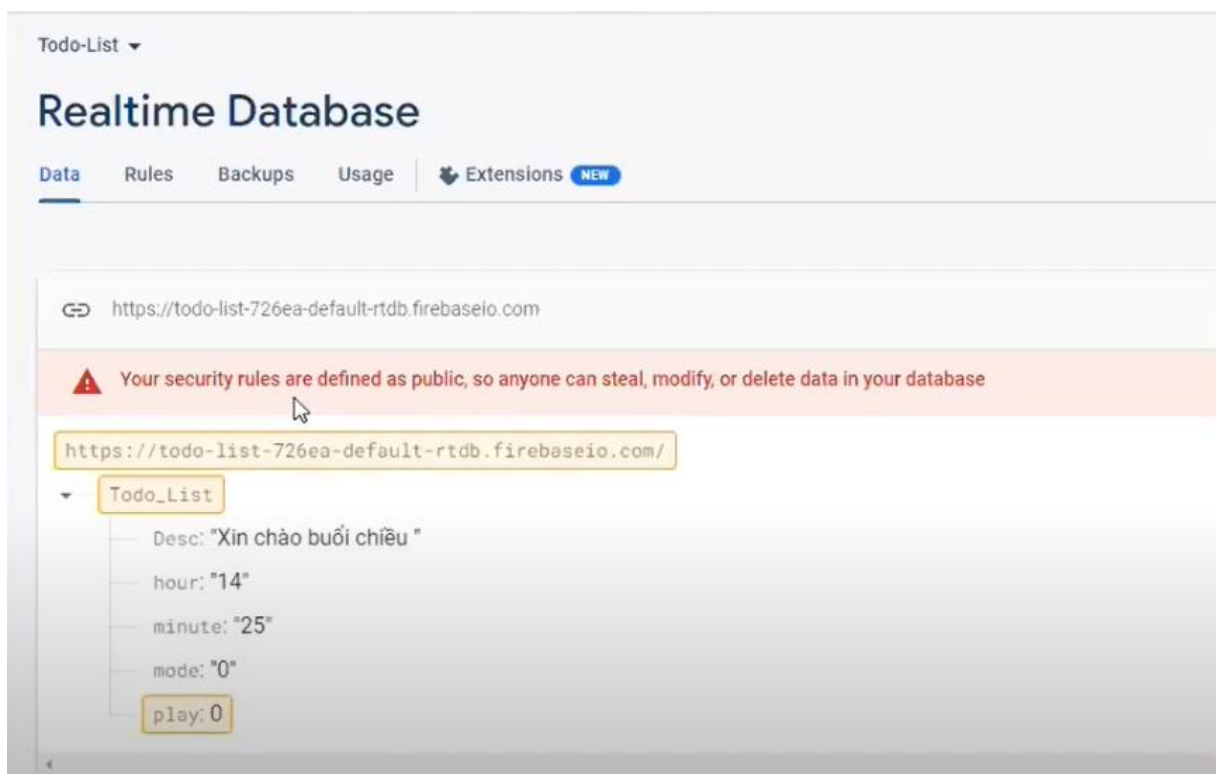 Todo-List
Realtime Database
Data Rules Backups Usage Extensions NEW
https://todo-list-726ea-default-rtdb.firebaseio.com
Your security rules are defined as public, so anyone can steal, modify, or delete data in your database
https://todo-list-726ea-default-rtdb.firebaseio.com/
Todo_List
Desc: "Xin chào buổi chiều "
hour: "14"
minute: "25"
mode: "0"
play: 0